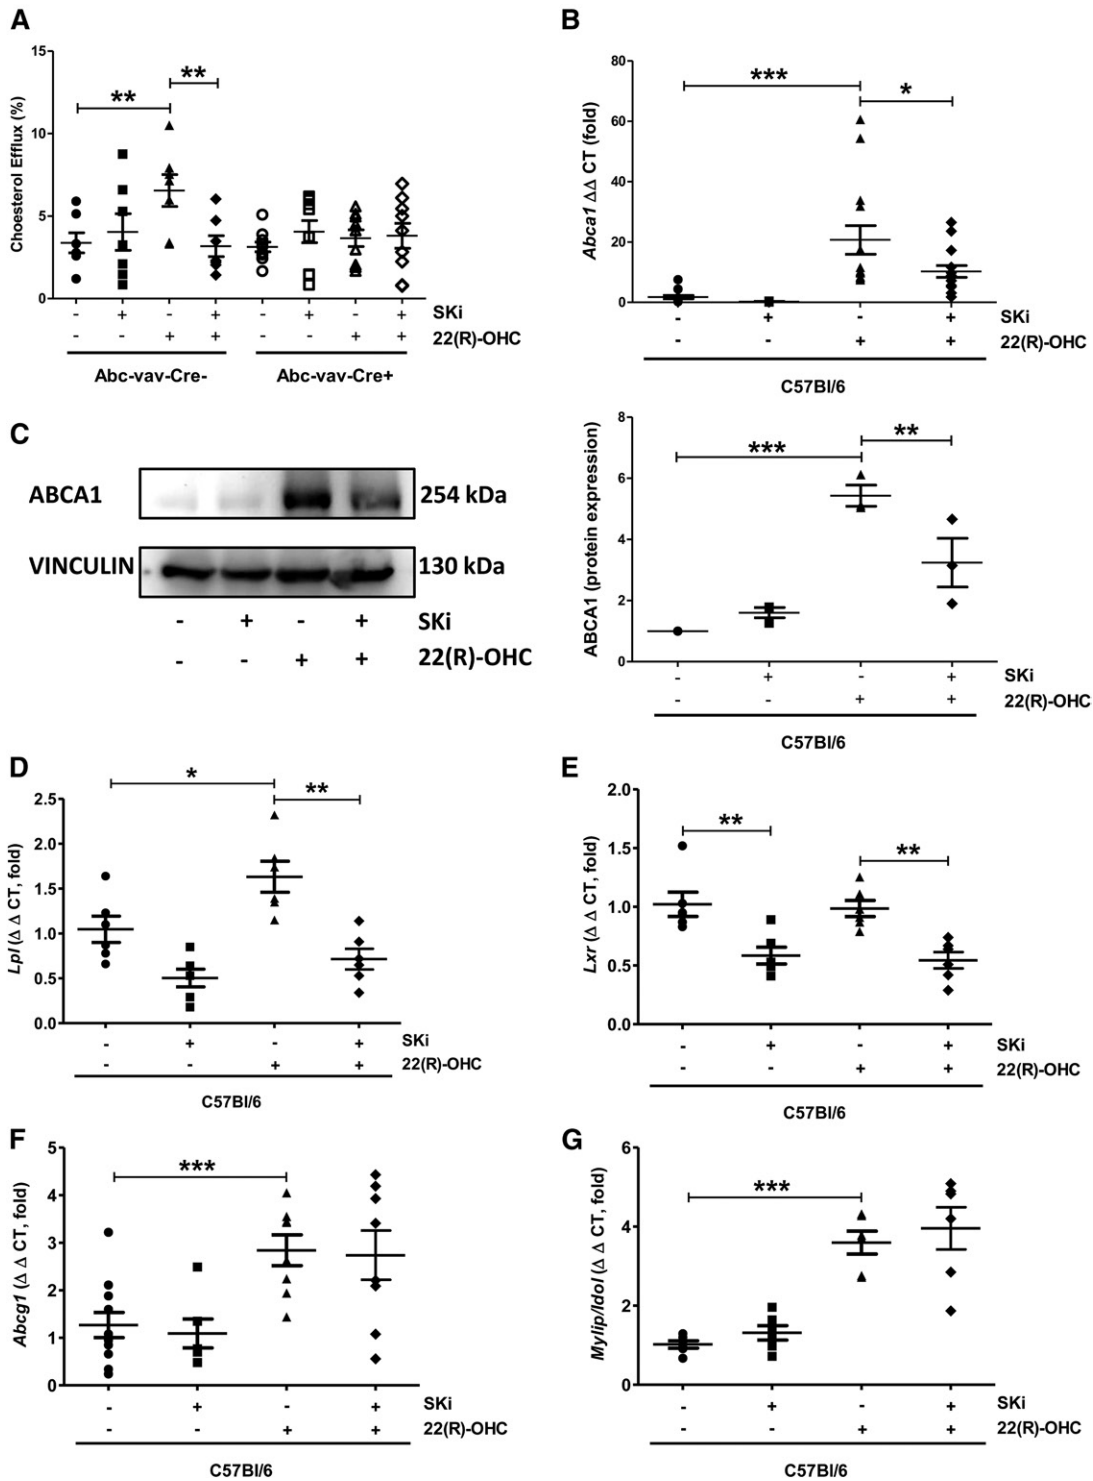 A
Choesterol Efflux (%)
15
10
5
0
**
**
- + - + - + - + SKi
- - + + - - + + 22(R)-OHC
Abc-vav-Cre- Abc-vav-Cre+
B
Abca1 ΔΔ CT (fold)
80
60
40
20
0
***
*
- + - + SKi
- - + + 22(R)-OHC
C57Bl/6
C
ABCA1 254 kDa
VINCULIN 130 kDa
- + - + SKi
- - + + 22(R)-OHC
ABCA1 (protein expression)
8
6
4
2
0
***
**
- + - + SKi
- - + + 22(R)-OHC
C57Bl/6
D
Lpl (Δ Δ CT, fold)
2.5
2.0
1.5
1.0
0.5
0.0
*
**
- + - + SKi
- - + + 22(R)-OHC
C57Bl/6
E
Lxr (Δ Δ CT, fold)
2.0
1.5
1.0
0.5
0.0
**
**
- + - + SKi
- - + + 22(R)-OHC
C57Bl/6
F
Abcg1 (Δ Δ CT, fold)
5
4
3
2
1
0
***
- + - + SKi
- - + + 22(R)-OHC
C57Bl/6
G
Mylip/Idol (Δ Δ CT, fold)
6
4
2
0
***
- + - + SKi
- - + + 22(R)-OHC
C57Bl/6